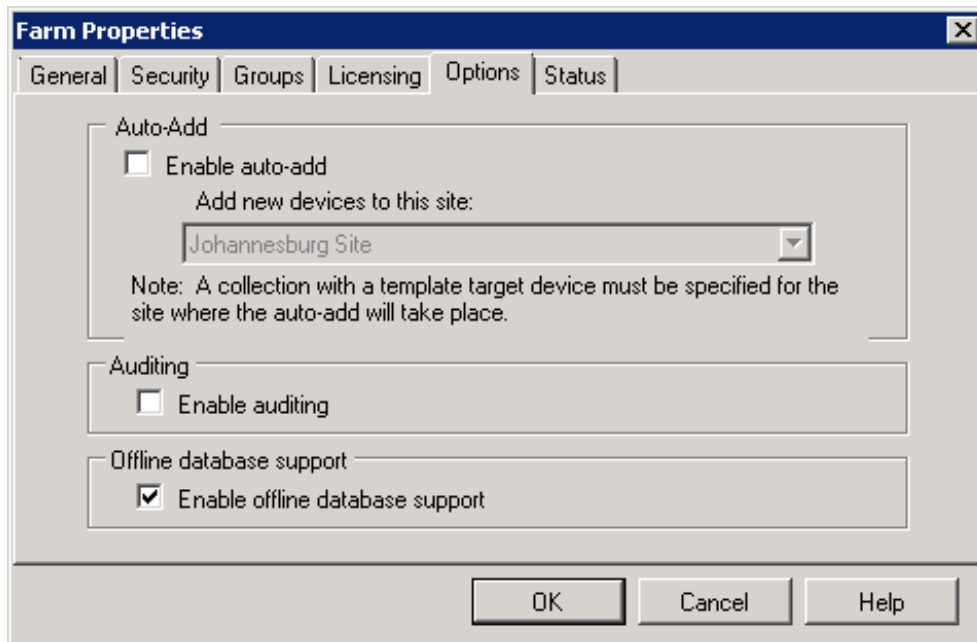 Farm Properties
General Security Groups Licensing Options Status
Auto-Add
Enable auto-add
Add new devices to this site:
Johannesburg Site
Note: A collection with a template target device must be specified for the
site where the auto-add will take place.
Auditing
Enable auditing
Offline database support
Enable offline database support
OK Cancel Help